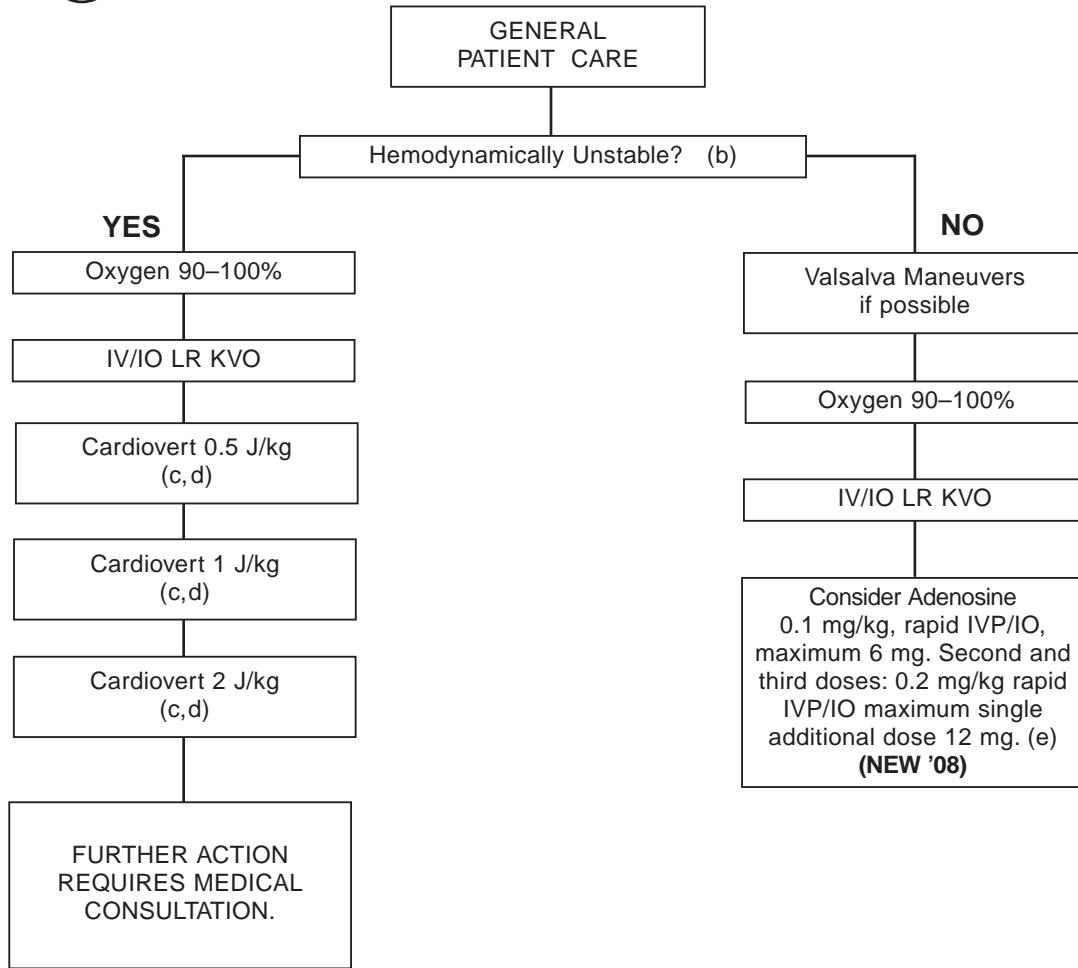 GENERAL
PATIENT CARE
Hemodynamically Unstable? (b)
YES
Oxygen 90–100%
IV/IO LR KVO
Cardiovert 0.5 J/kg
(c,d)
Cardiovert 1 J/kg
(c,d)
Cardiovert 2 J/kg
(c,d)
FURTHER ACTION
REQUIRES MEDICAL
CONSULTATION.
NO
Valsalva Maneuvers
if possible
Oxygen 90–100%
IV/IO LR KVO
Consider Adenosine
0.1 mg/kg, rapid IVP/IO,
maximum 6 mg. Second and
third doses: 0.2 mg/kg rapid
IVP/IO maximum single
additional dose 12 mg. (e)
(NEW '08)